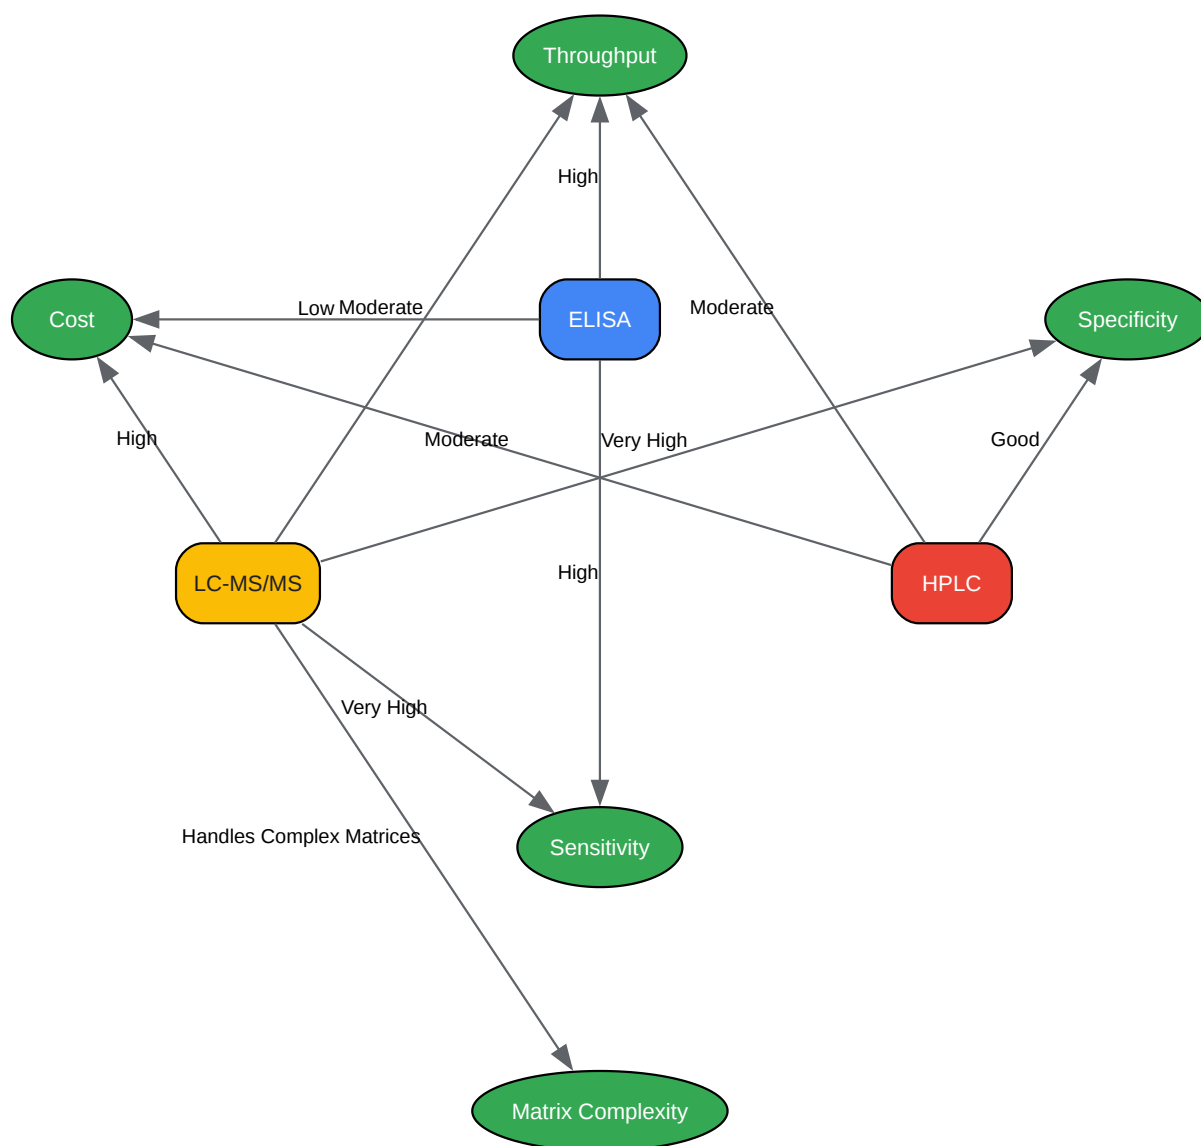 Throughput
High
Cost
Low
Moderate
ELISA
Moderate
Specificity
High
Moderate
Very High
Good
LC-MS/MS
High
HPLC
Very High
Handles Complex Matrices
Sensitivity
Matrix Complexity